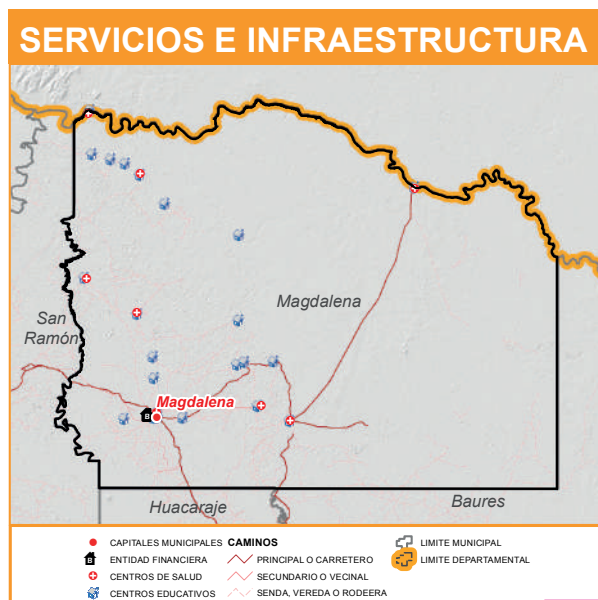 SERVICIOS E INFRAESTRUCTURA
Magdalena
San
Ramón
Magdalena
B
Huacaraje
Baures
CAPITALES MUNICIPALES
B
ENTIDAD FINANCIERA
CENTROS DE SALUD
CENTROS EDUCATIVOS
CAMINOS
PRINCIPAL O CARRETERO
SECUNDARIO O VECINAL
SENDA, VEREDA O RODEERA
LIMITE MUNICIPAL
LIMITE DEPARTAMENTAL